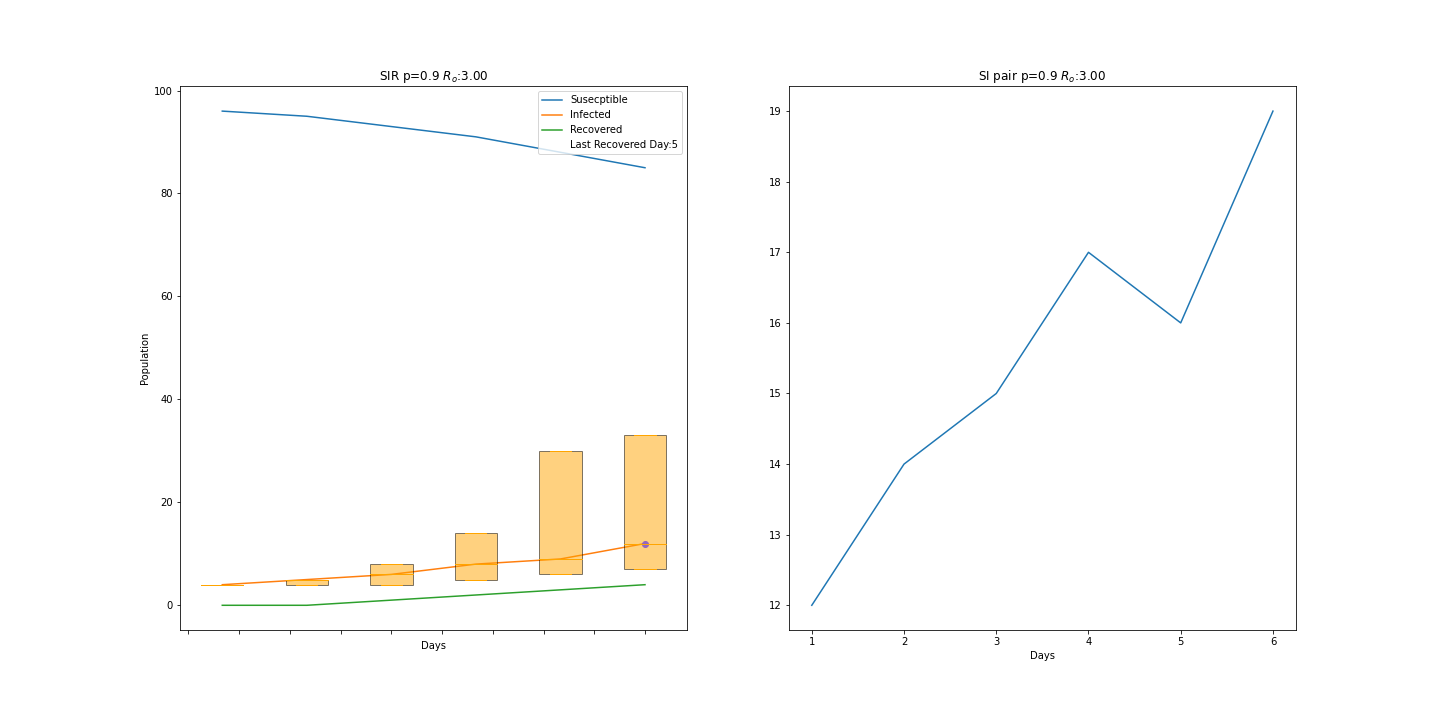 SIR p=0.9 Rₒ:3.00
100
80
60
40
20
0
Population
Days
Susecptible
Infected
Recovered
Last Recovered Day:5
SI pair p=0.9 Rₒ:3.00
19
18
17
16
15
14
13
12
1 2 3 4 5 6
Days